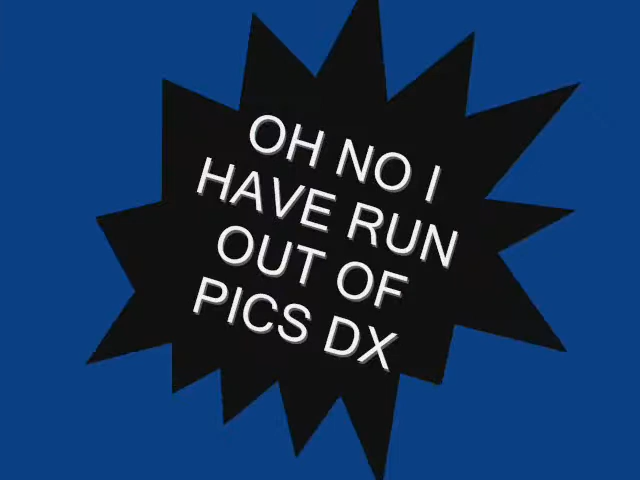 OH NO I
HAVE RUN
OUT OF
PICS DX